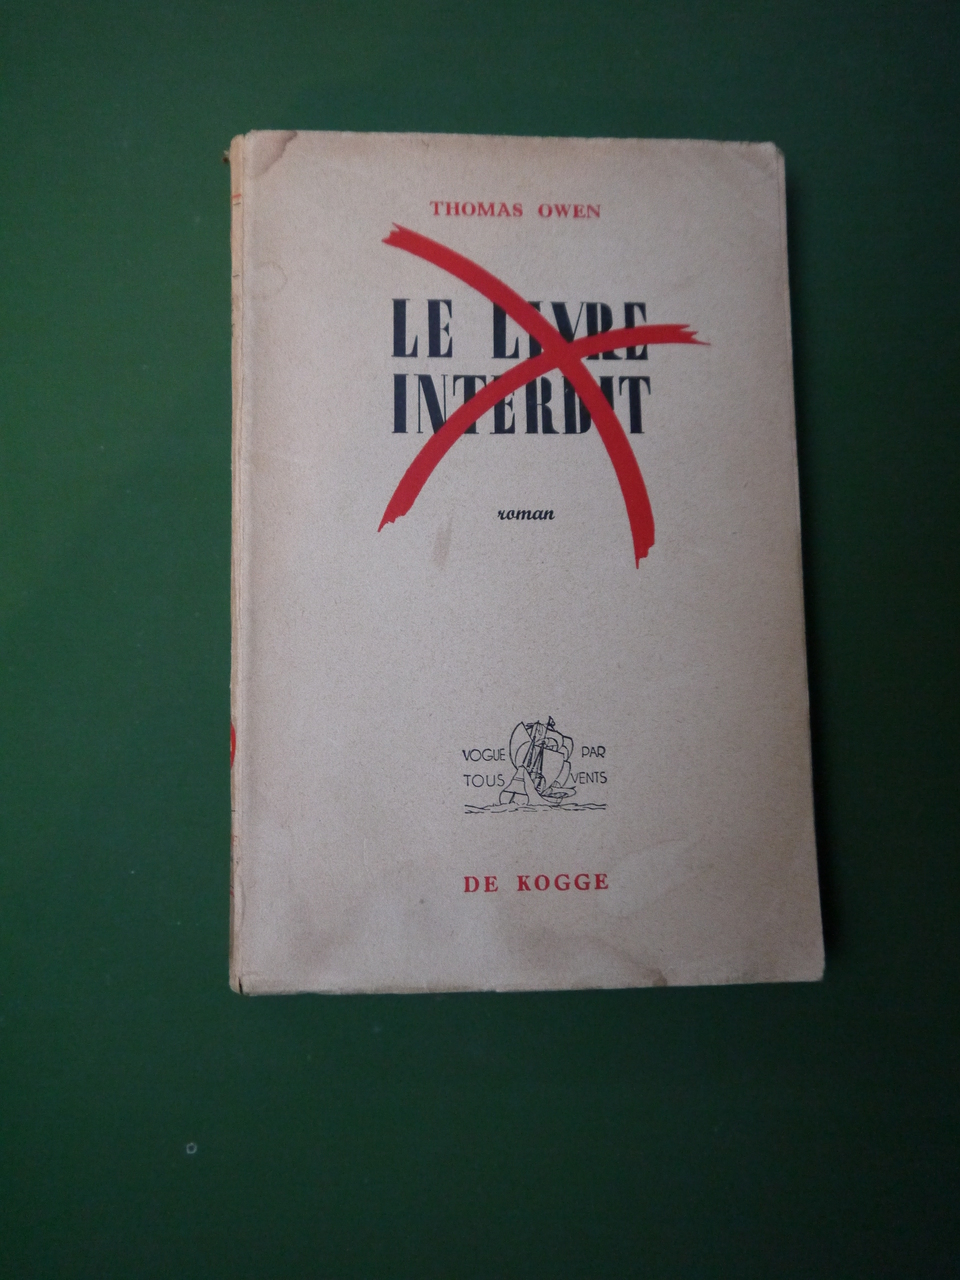 THOMAS OWEN
LE LIVRE
INTERDIT
roman
VOGUE PAR
TOUS VENTS
DE KOGGE